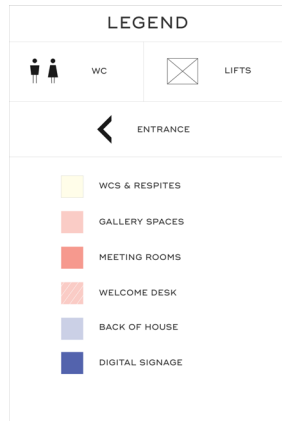 LEGEND
WC
LIFTS
ENTRANCE
WCS & RESPITES
GALLERY SPACES
MEETING ROOMS
WELCOME DESK
BACK OF HOUSE
DIGITAL SIGNAGE